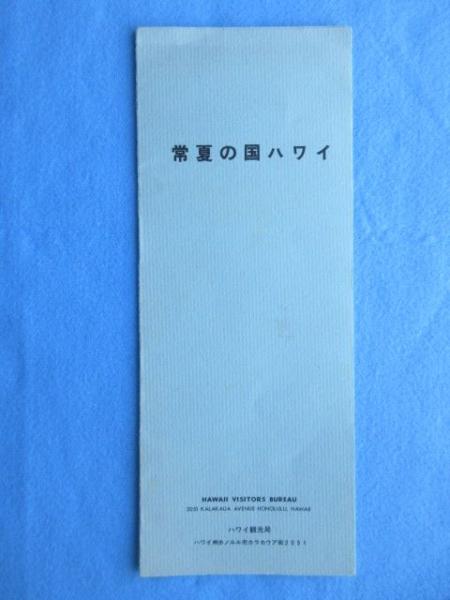 常夏の国ハワイ
HAWAII VISITORS BUREAU
2051 KALAKAUA AVENUE HONOLULU, HAWAII
ハワイ観光局
ハワイ州ホノルル市カラカウア街2051